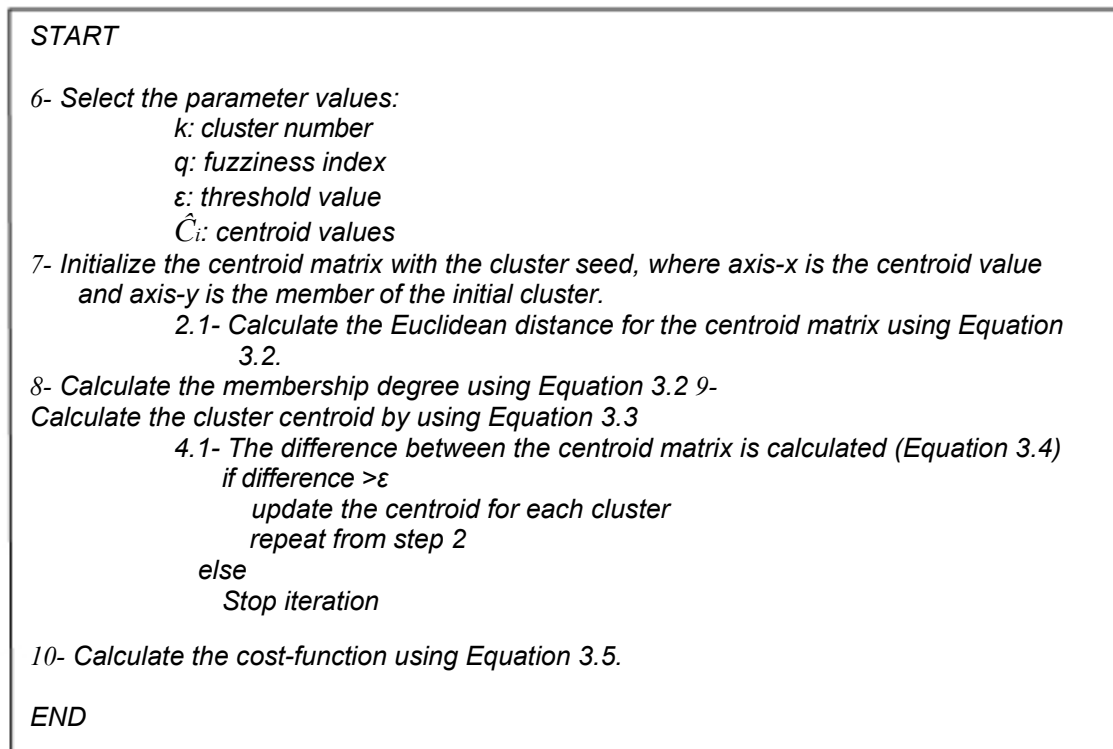 START
6- Select the parameter values:
k: cluster number
q: fuzziness index
ε: threshold value
Ĉi: centroid values
7- Initialize the centroid matrix with the cluster seed, where axis-x is the centroid value
and axis-y is the member of the initial cluster.
2.1- Calculate the Euclidean distance for the centroid matrix using Equation
3.2.
8- Calculate the membership degree using Equation 3.2 9-
Calculate the cluster centroid by using Equation 3.3
4.1- The difference between the centroid matrix is calculated (Equation 3.4)
if difference >ε
update the centroid for each cluster
repeat from step 2
else
Stop iteration
10- Calculate the cost-function using Equation 3.5.
END